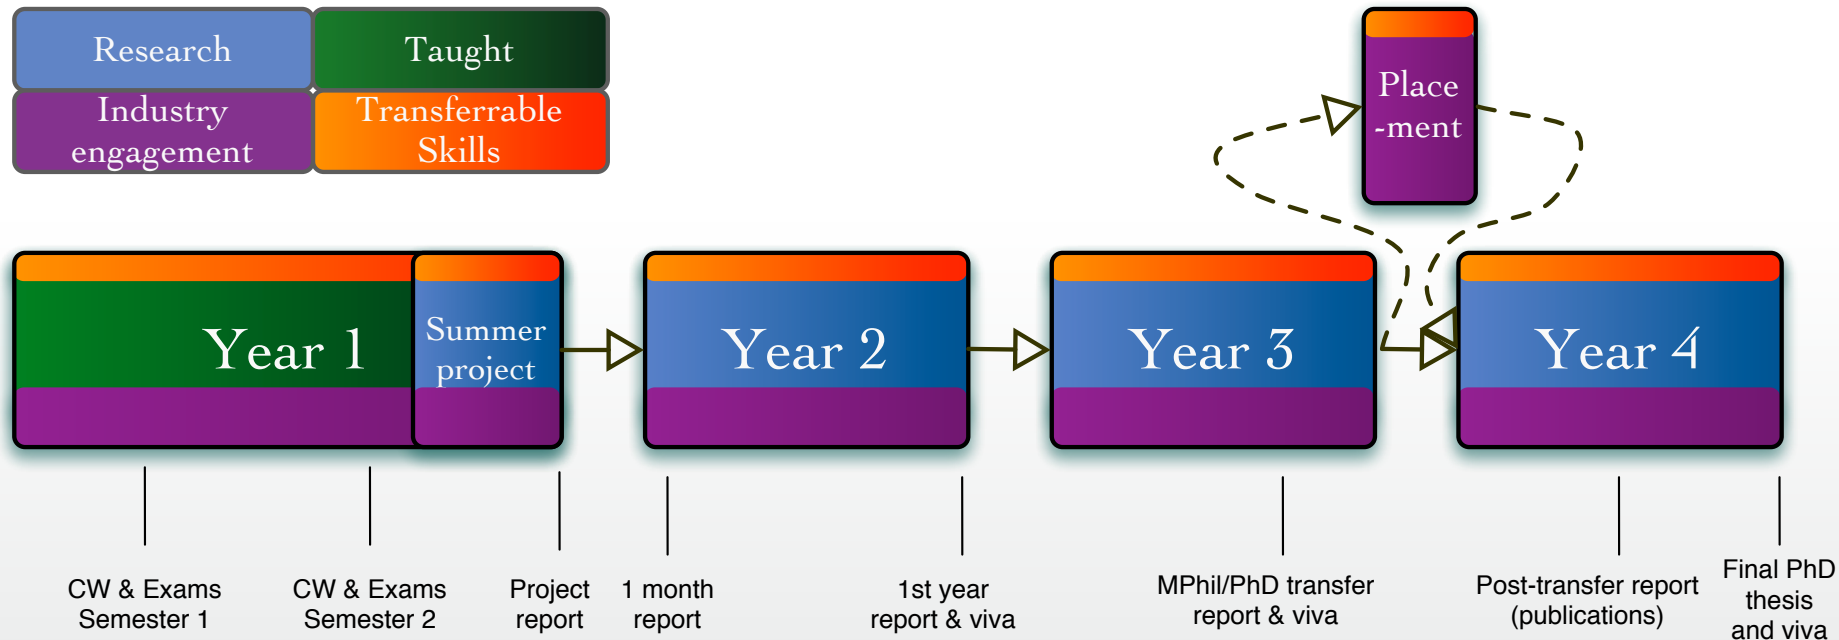 Research
Taught
Industry
engagement
Transferrable
Skills
Place
-ment
Year 1
Summer
project
Year 2
Year 3
Year 4
CW & Exams
Semester 1
CW & Exams
Semester 2
Project
report
1 month
report
1st year
report & viva
MPhil/PhD transfer
report & viva
Post-transfer report
(publications)
Final PhD
thesis
and viva